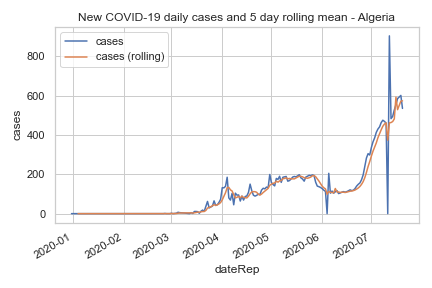 New COVID-19 daily cases and 5 day rolling mean - Algeria
cases
cases (rolling)
800
600
400
200
0
cases
2020-01
2020-02
2020-03
2020-04
2020-05
2020-06
2020-07
dateRep